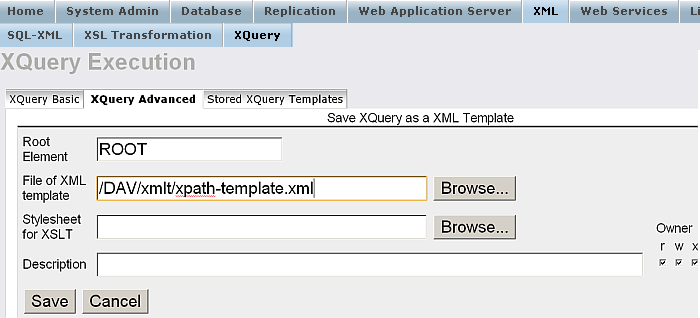 Home System Admin Database Replication Web Application Server XML Web Services
SQL-XML XSL Transformation XQuery
XQuery Execution
XQuery Basic XQuery Advanced Stored XQuery Templates
Save XQuery as a XML Template
Root
Element ROOT
File of XML
template /DAV/xmlt/xpath-template.xml Browse...
Stylesheet
for XSLT Browse...
Owner
r w x
Description
Save Cancel